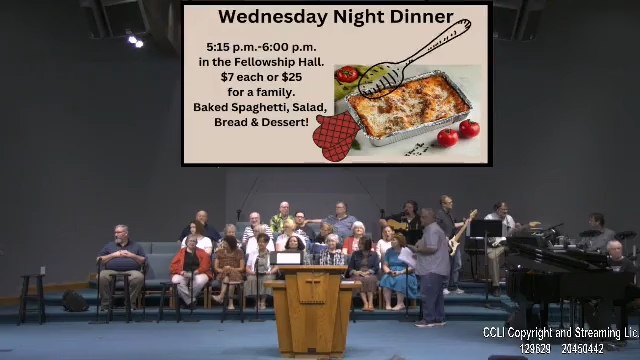 Wednesday Night Dinner
5:15 p.m.-6:00 p.m.
in the Fellowship Hall.
$7 each or $25
for a family.
Baked Spaghetti, Salad,
Bread & Dessert!
CCLI Copyright and Streaming Lic.
129829 20450442